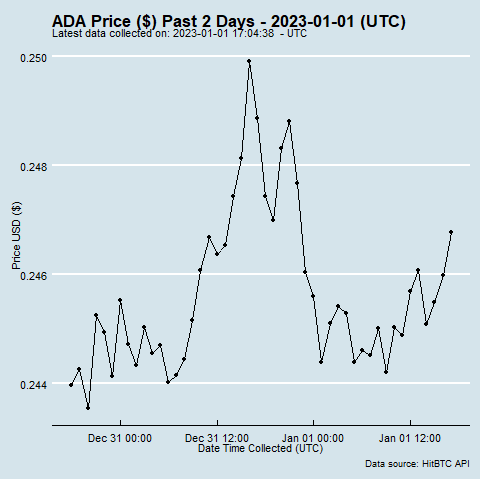 ADA Price ($) Past 2 Days - 2023-01-01 (UTC)
Latest data collected on: 2023-01-01 17:04:38 - UTC
0.250
0.248
0.246
0.244
Price USD ($)
Dec 31 00:00 Dec 31 12:00 Jan 01 00:00 Jan 01 12:00
Date Time Collected (UTC)
Data source: HitBTC API